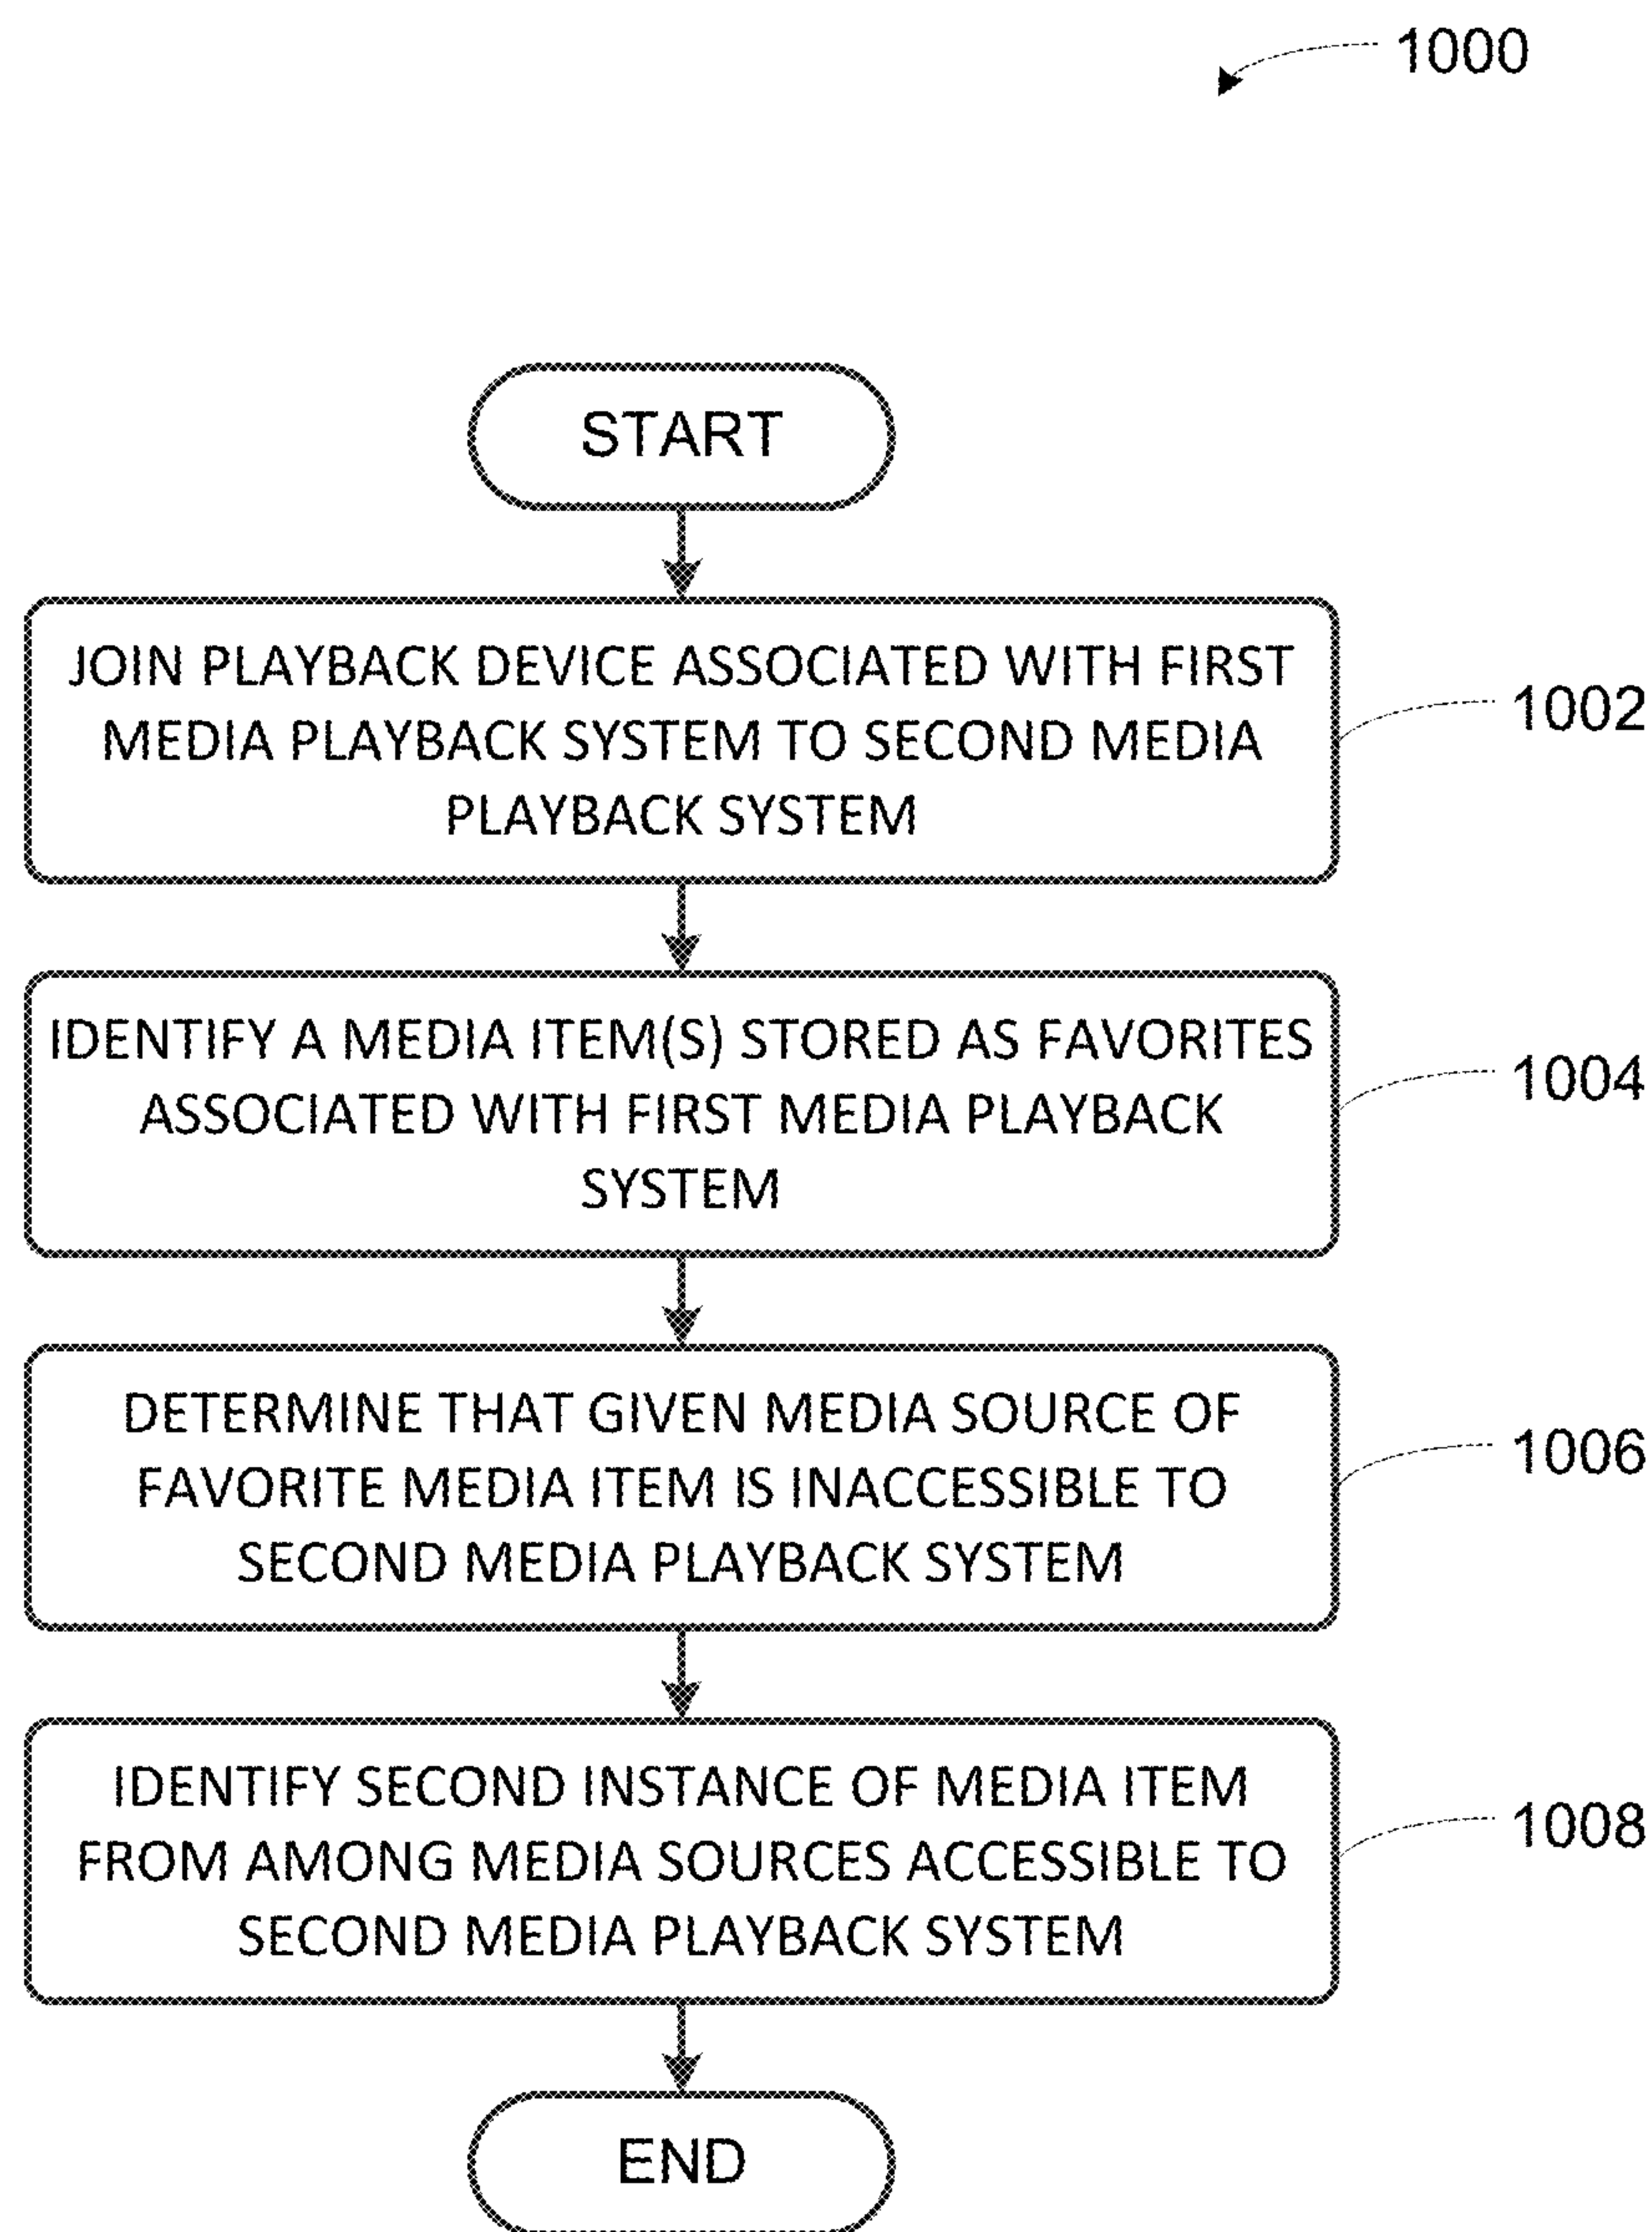 1000
START
JOIN PLAYBACK DEVICE ASSOCIATED WITH FIRST
MEDIA PLAYBACK SYSTEM TO SECOND MEDIA
PLAYBACK SYSTEM
1002
IDENTIFY A MEDIA ITEM(S) STORED AS FAVORITES
ASSOCIATED WITH FIRST MEDIA PLAYBACK
SYSTEM
1004
DETERMINE THAT GIVEN MEDIA SOURCE OF
FAVORITE MEDIA ITEM IS INACCESSIBLE TO
SECOND MEDIA PLAYBACK SYSTEM
1006
IDENTIFY SECOND INSTANCE OF MEDIA ITEM
FROM AMONG MEDIA SOURCES ACCESSIBLE TO
SECOND MEDIA PLAYBACK SYSTEM
1008
END